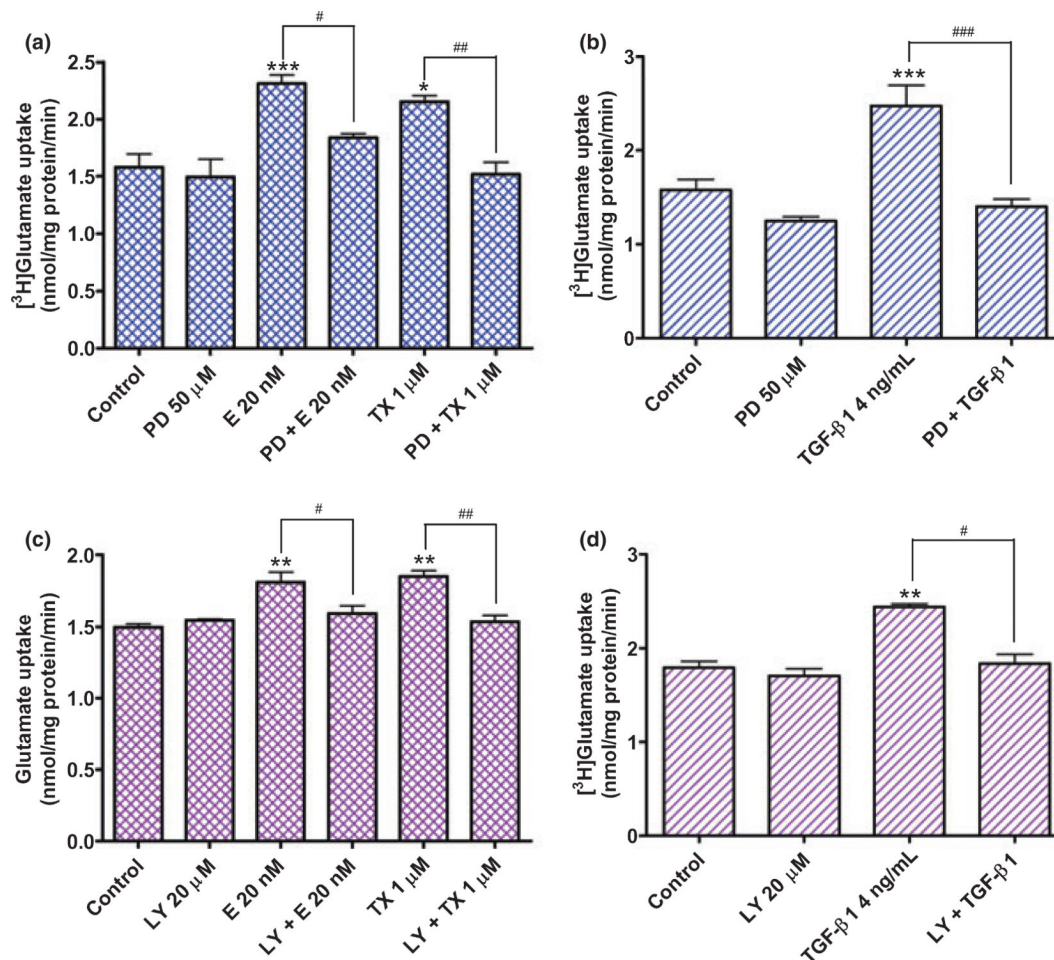 (a)
#
##
***
*
2.5
2.0
1.5
1.0
0.5
0.0
[³H]Glutamate uptake
(nmol/mg protein/min)
Control
PD 50 μM
E 20 nM
PD + E 20 nM
TX 1 μM
PD + TX 1 μM
(b)
###
***
3
2
1
0
[³H]Glutamate uptake
(nmol/mg protein/min)
Control
PD 50 μM
TGF-β1 4 ng/mL
PD + TGF-β1
(c)
#
##
**
**
2.0
1.5
1.0
0.5
0.0
Glutamate uptake
(nmol/mg protein/min)
Control
LY 20 μM
E 20 nM
LY + E 20 nM
TX 1 μM
LY + TX 1 μM
(d)
#
**
3
2
1
0
[³H]Glutamate uptake
(nmol/mg protein/min)
Control
LY 20 μM
TGF-β1 4 ng/mL
LY + TGF-β1